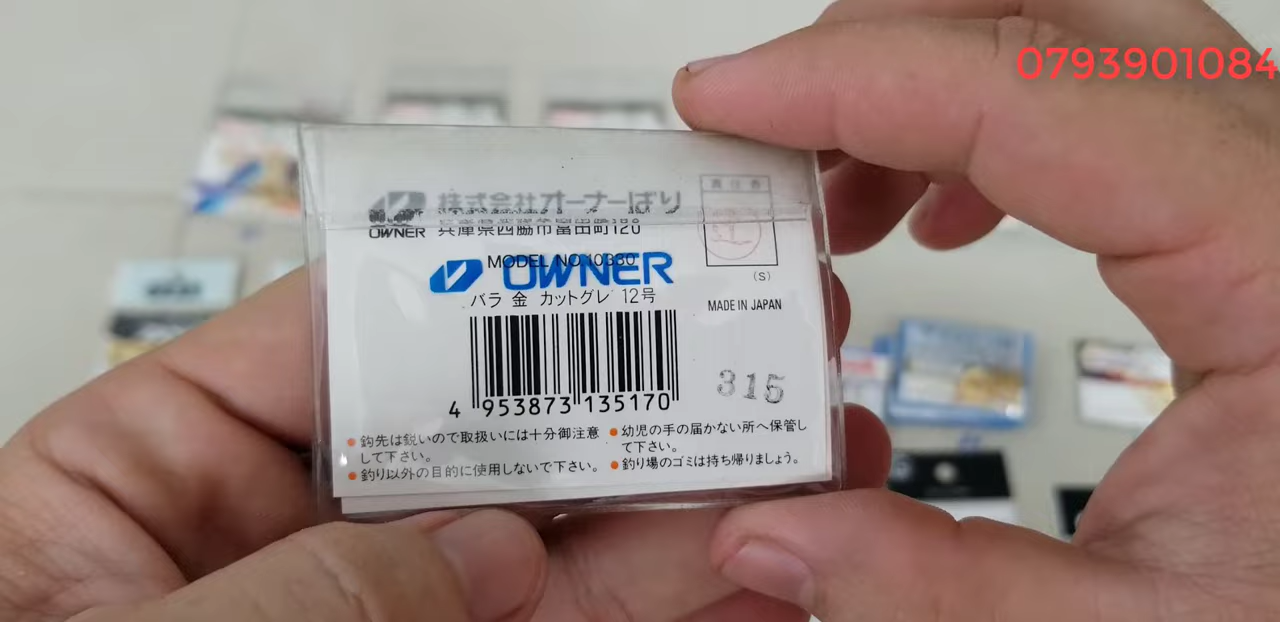 0793901084
株式会社オーナーばり
OWNER 兵庫県西脇市富田町120
責任者
MODEL NO.10330
OWNER
(S)
バラ 金 カットグレ 12号
MADE IN JAPAN
315
4 953873 135170
● 鈎先は鋭いので取扱いには十分御注意
して下さい。
● 釣り以外の目的に使用しないで下さい。
● 幼児の手の届かない所へ保管し
て下さい。
● 釣り場のゴミは持ち帰りましょう。